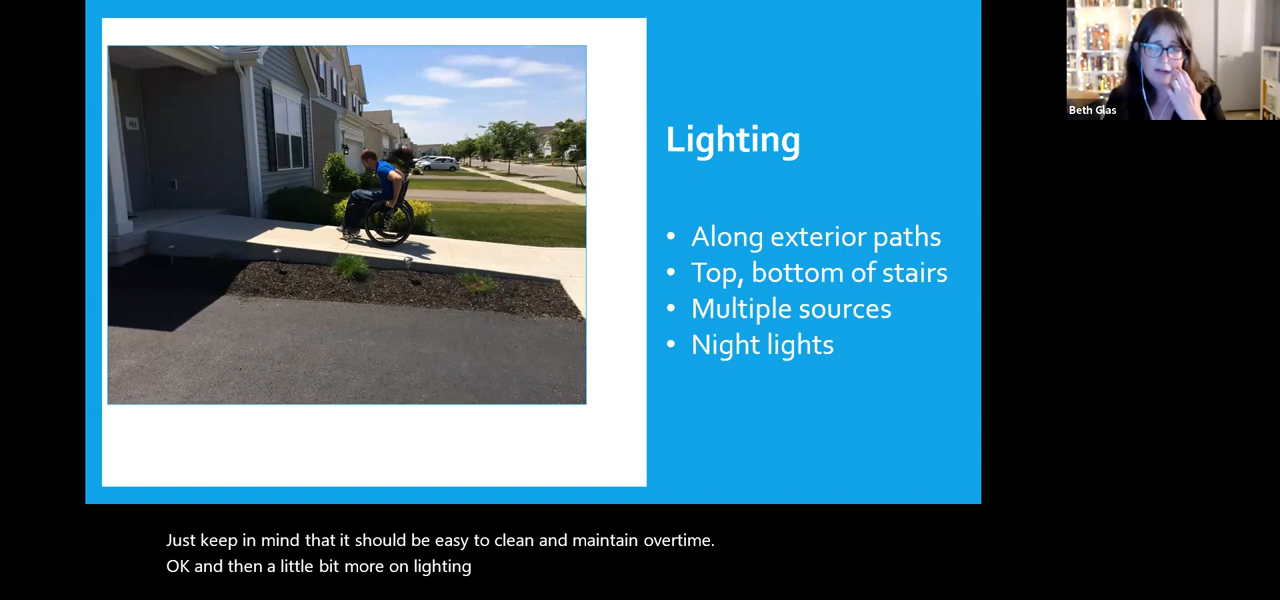 Lighting
• Along exterior paths
• Top, bottom of stairs
• Multiple sources
• Night lights
Beth Glas
Just keep in mind that it should be easy to clean and maintain overtime.
OK and then a little bit more on lighting